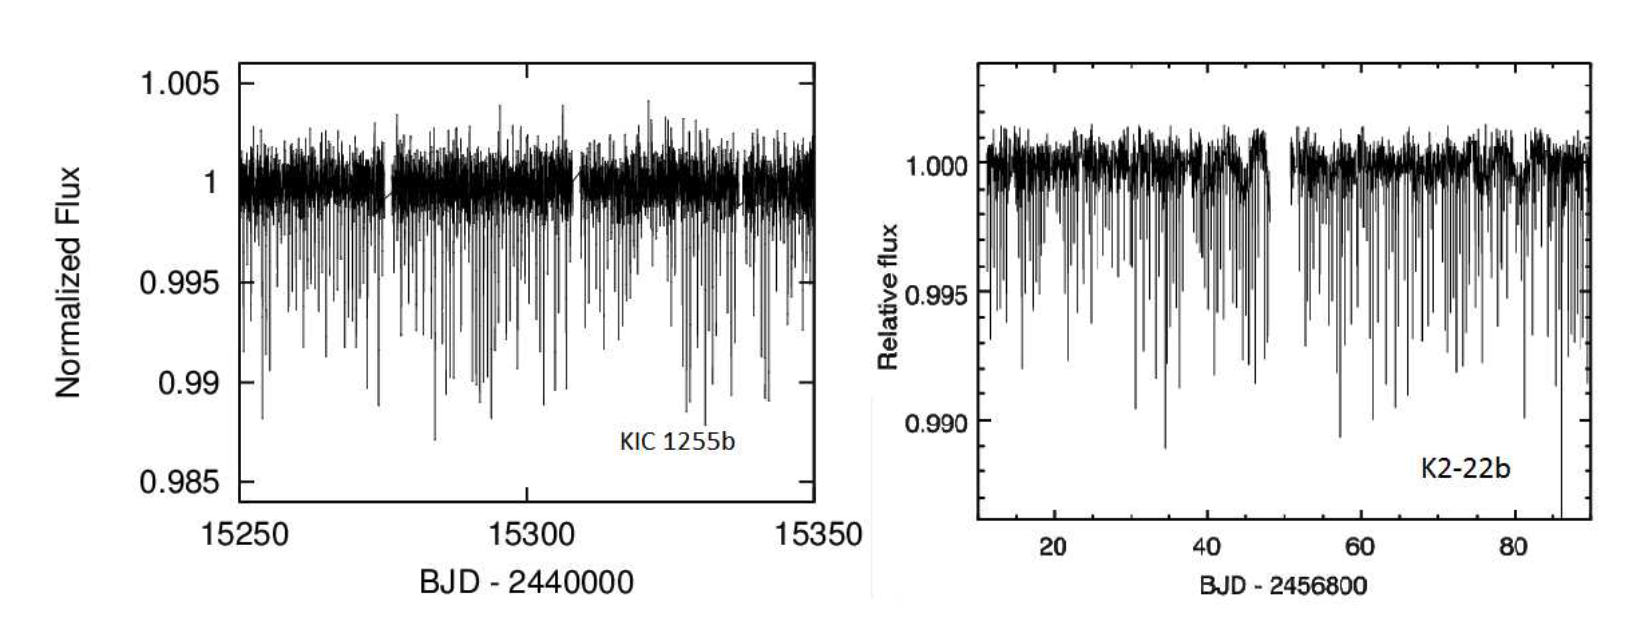 Normalized Flux
1.005
1
0.995
0.99
0.985
KIC 1255b
15250
15300
15350
BJD - 2440000
Relative flux
1.000
0.995
0.990
K2-22b
20
40
60
80
BJD - 2456800